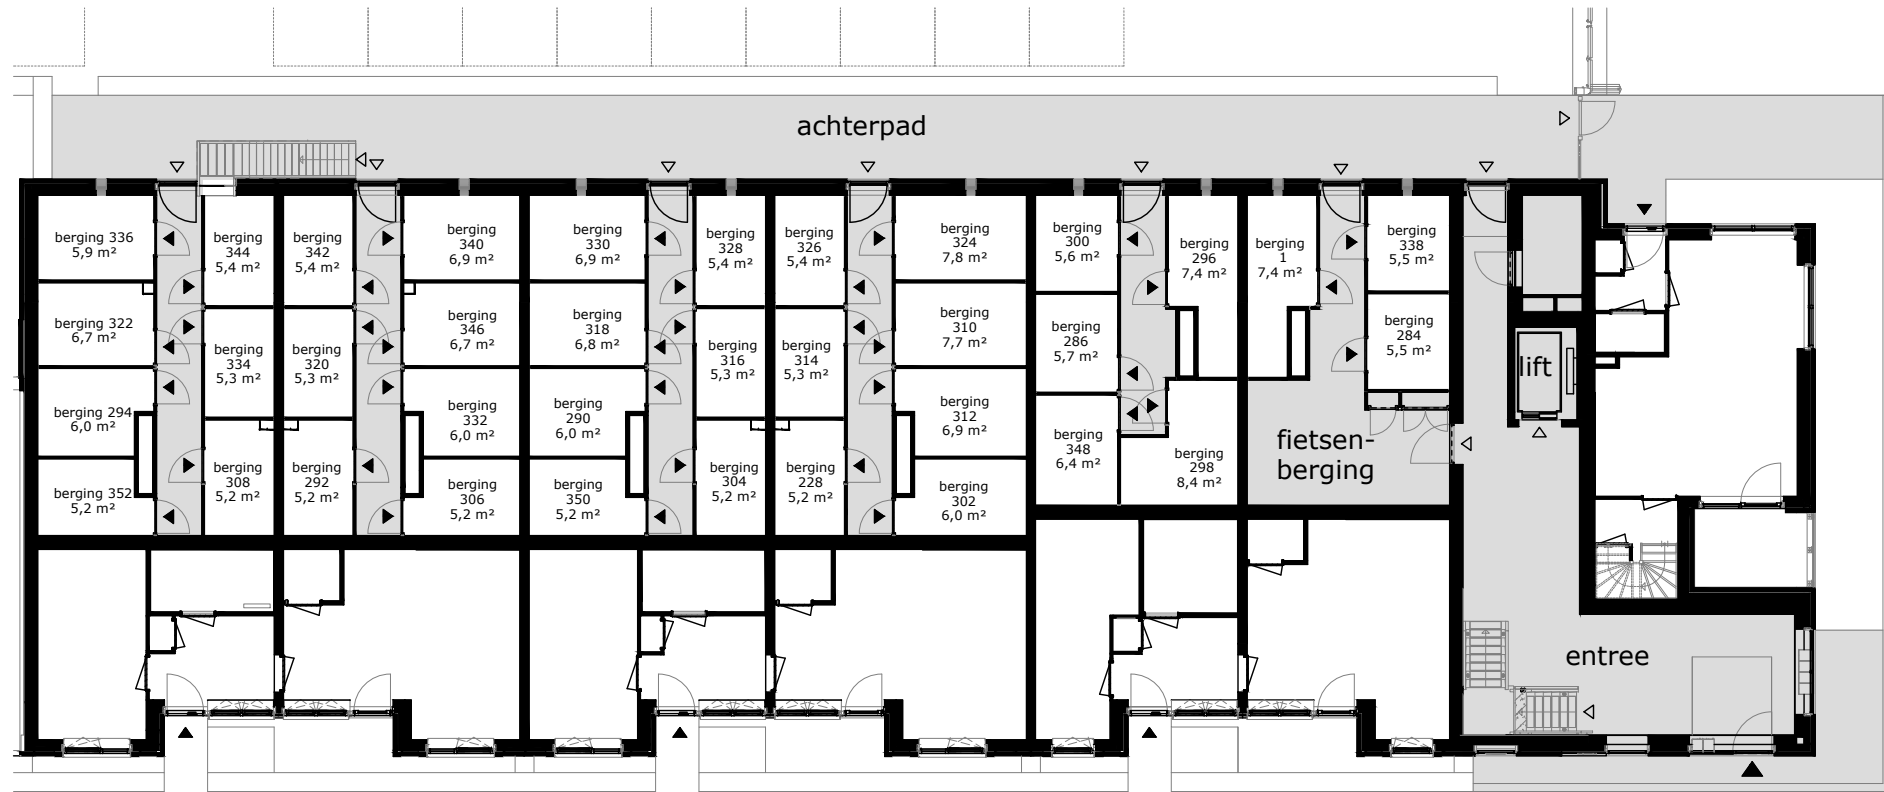 achterpad
berging 336
5,9 m²
berging 322
6,7 m²
berging 294
6,0 m²
berging 352
5,2 m²
berging
344
5,4 m²
berging
334
5,3 m²
berging
308
5,2 m²
berging
342
5,4 m²
berging
320
5,3 m²
berging
292
5,2 m²
berging
340
6,9 m²
berging
346
6,7 m²
berging
332
6,0 m²
berging
306
5,2 m²
berging
330
6,9 m²
berging
318
6,8 m²
berging
290
6,0 m²
berging
350
5,2 m²
berging
328
5,4 m²
berging
316
5,3 m²
berging
304
5,2 m²
berging
326
5,4 m²
berging
314
5,3 m²
berging
228
5,2 m²
berging
324
7,8 m²
berging
310
7,7 m²
berging
312
6,9 m²
berging
302
6,0 m²
berging
300
5,6 m²
berging
286
5,7 m²
berging
348
6,4 m²
berging
296
7,4 m²
berging
298
8,4 m²
berging
1
7,4 m²
berging
338
5,5 m²
berging
284
5,5 m²
fietsen-
berging
lift
entree